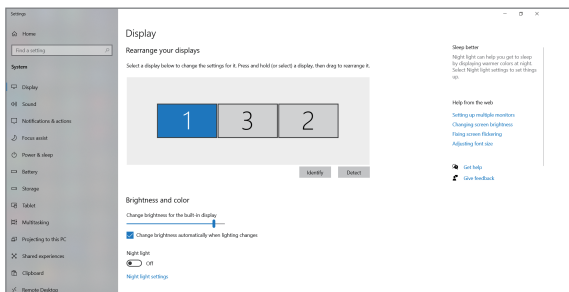 Settings
Home
Find a setting
System
Display
Sound
Notifications & actions
Focus assist
Power & sleep
Battery
Storage
Tablet
Multitasking
Projecting to this PC
Shared experiences
Clipboard
Remote Desktop
Display
Rearrange your displays
Select a display below to change the settings for it. Press and hold (or select) a display, then drag to rearrange it.
1 3 2
Identify Detect
Brightness and color
Change brightness for the built-in display
Change brightness automatically when lighting changes
Night light
Off
Night light settings
Sleep better
Night light can help you get to sleep
by displaying warmer colors at night.
Select Night light settings to set things
up.
Help from the web
Setting up multiple monitors
Changing screen brightness
Fixing screen flickering
Adjusting font size
Get help
Give feedback